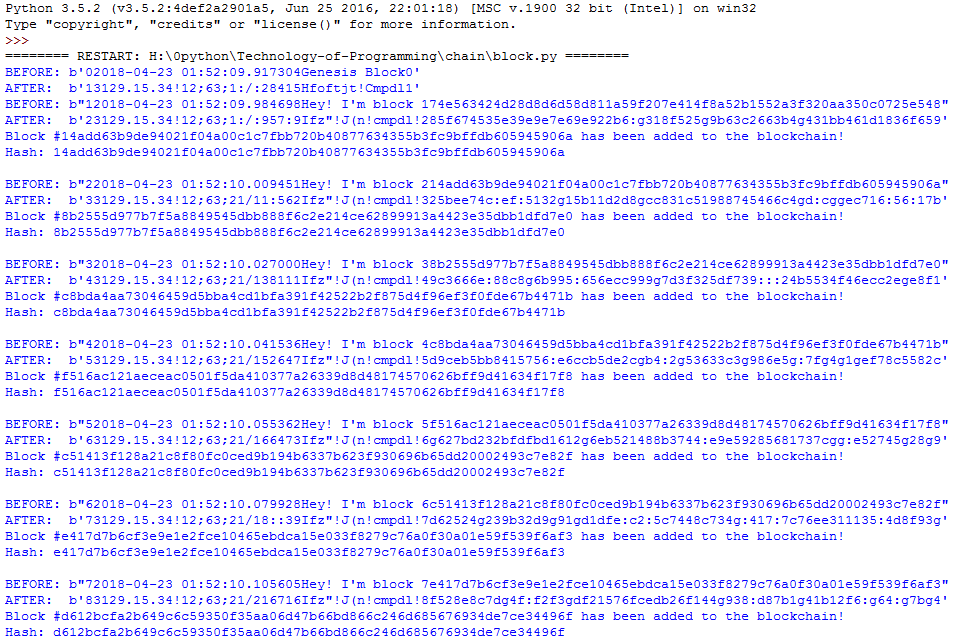 Python 3.5.2 (v3.5.2:4def2a2901a5, Jun 25 2016, 22:01:18) [MSC v.1900 32 bit (Intel)] on win32
Type "copyright", "credits" or "license()" for more information.
>>>
======== RESTART: H:\0python\Technology-of-Programming\chain\block.py ========
BEFORE: b'02018-04-23 01:52:09.917304Genesis Block0'
AFTER:  b'13129.15.34!12;63;1:/:28415Hfoftjt!Cmpdl1'
BEFORE: b"12018-04-23 01:52:09.984698Hey! I'm block 174e563424d28d8d6d58d811a59f207e414f8a52b1552a3f320aa350c0725e548"
AFTER:  b'23129.15.34!12;63;1:/:957:9Ifz"!J(n!cmpdl!285f674535e39e9e7e69e922b6:g318f525g9b63c2663b4g431bb461d1836f659'
Block #14add63b9de94021f04a00c1c7fbb720b40877634355b3fc9bffdb605945906a has been added to the blockchain!
Hash: 14add63b9de94021f04a00c1c7fbb720b40877634355b3fc9bffdb605945906a
BEFORE: b"22018-04-23 01:52:10.009451Hey! I'm block 214add63b9de94021f04a00c1c7fbb720b40877634355b3fc9bffdb605945906a"
AFTER:  b'33129.15.34!12;63;21/11:562Ifz"!J(n!cmpdl!325bee74c:ef:5132g15b11d2d8gcc831c51988745466c4gd:cggec716:56:17b'
Block #8b2555d977b7f5a8849545dbb888f6c2e214ce62899913a4423e35dbb1dfd7e0 has been added to the blockchain!
Hash: 8b2555d977b7f5a8849545dbb888f6c2e214ce62899913a4423e35dbb1dfd7e0
BEFORE: b"32018-04-23 01:52:10.027000Hey! I'm block 38b2555d977b7f5a8849545dbb888f6c2e214ce62899913a4423e35dbb1dfd7e0"
AFTER:  b'43129.15.34!12;63;21/138111Ifz"!J(n!cmpdl!49c3666e:88c8g6b995:656ecc999g7d3f325df739:::24b5534f46ecc2ege8f1'
Block #c8bda4aa73046459d5bba4cd1bfa391f42522b2f875d4f96ef3f0fde67b4471b has been added to the blockchain!
Hash: c8bda4aa73046459d5bba4cd1bfa391f42522b2f875d4f96ef3f0fde67b4471b
BEFORE: b"42018-04-23 01:52:10.041536Hey! I'm block 4c8bda4aa73046459d5bba4cd1bfa391f42522b2f875d4f96ef3f0fde67b4471b"
AFTER:  b'53129.15.34!12;63;21/152647Ifz"!J(n!cmpdl!5d9ceb5bb8415756:e6ccb5de2cgb4:2g53633c3g986e5g:7fg4g1gef78c5582c'
Block #f516ac121aeceac0501f5da410377a26339d8d48174570626bff9d41634f17f8 has been added to the blockchain!
Hash: f516ac121aeceac0501f5da410377a26339d8d48174570626bff9d41634f17f8
BEFORE: b"52018-04-23 01:52:10.055362Hey! I'm block 5f516ac121aeceac0501f5da410377a26339d8d48174570626bff9d41634f17f8"
AFTER:  b'63129.15.34!12;63;21/166473Ifz"!J(n!cmpdl!6g627bd232bfdfbd1612g6eb521488b3744:e9e59285681737cgg:e52745g28g9'
Block #c51413f128a21c8f80fc0ced9b194b6337b623f930696b65dd20002493c7e82f has been added to the blockchain!
Hash: c51413f128a21c8f80fc0ced9b194b6337b623f930696b65dd20002493c7e82f
BEFORE: b"62018-04-23 01:52:10.079928Hey! I'm block 6c51413f128a21c8f80fc0ced9b194b6337b623f930696b65dd20002493c7e82f"
AFTER:  b'73129.15.34!12;63;21/18::39Ifz"!J(n!cmpdl!7d62524g239b32d9g91gd1dfe:c2:5c7448c734g:417:7c76ee311135:4d8f93g'
Block #e417d7b6cf3e9e1e2fce10465ebdca15e033f8279c76a0f30a01e59f539f6af3 has been added to the blockchain!
Hash: e417d7b6cf3e9e1e2fce10465ebdca15e033f8279c76a0f30a01e59f539f6af3
BEFORE: b"72018-04-23 01:52:10.105605Hey! I'm block 7e417d7b6cf3e9e1e2fce10465ebdca15e033f8279c76a0f30a01e59f539f6af3"
AFTER:  b'83129.15.34!12;63;21/216716Ifz"!J(n!cmpdl!8f528e8c7dg4f:f2f3gdf21576fcedb26f144g938:d87b1g41b12f6:g64:g7bg4'
Block #d612bcfa2b649c6c59350f35aa06d47b66bd866c246d685676934de7ce34496f has been added to the blockchain!
Hash: d612bcfa2b649c6c59350f35aa06d47b66bd866c246d685676934de7ce34496f